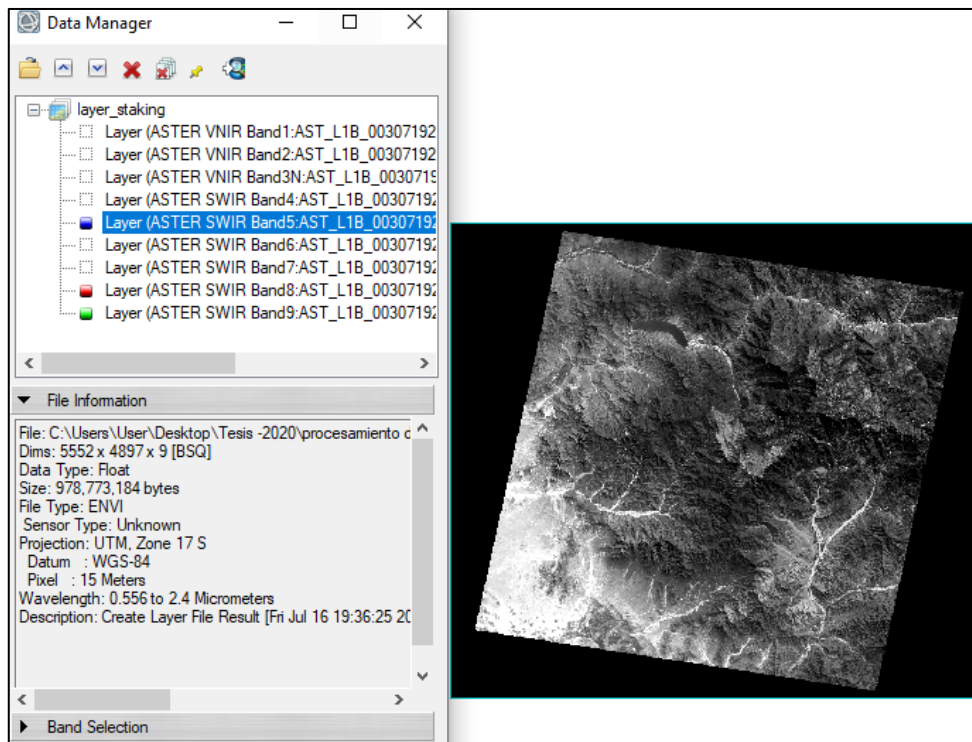 Data Manager
layer_staking
Layer (ASTER VNIR Band1:AST_L1B_00307192
Layer (ASTER VNIR Band2:AST_L1B_00307192
Layer (ASTER VNIR Band3N:AST_L1B_0030719
Layer (ASTER SWIR Band4:AST_L1B_00307192
Layer (ASTER SWIR Band5:AST_L1B_00307192
Layer (ASTER SWIR Band6:AST_L1B_00307192
Layer (ASTER SWIR Band7:AST_L1B_00307192
Layer (ASTER SWIR Band8:AST_L1B_00307192
Layer (ASTER SWIR Band9:AST_L1B_00307192
File Information
File: C:\Users\User\Desktop\Tesis -2020\procesamiento d
Dims: 5552 x 4897 x 9 [BSQ]
Data Type: Float
Size: 978,773,184 bytes
File Type: ENVI
Sensor Type: Unknown
Projection: UTM, Zone 17 S
Datum : WGS-84
Pixel : 15 Meters
Wavelength: 0.556 to 2.4 Micrometers
Description: Create Layer File Result [Fri Jul 16 19:36:25 20
Band Selection